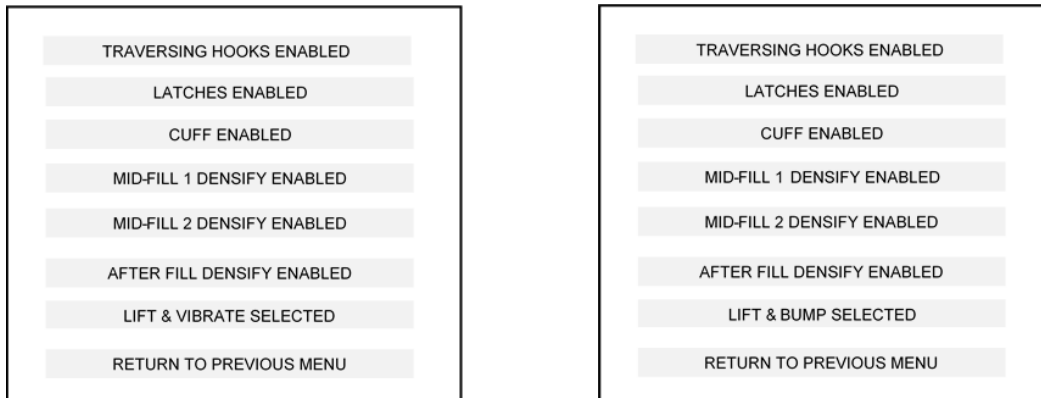 TRAVERSING HOOKS ENABLED
LATCHES ENABLED
CUFF ENABLED
MID-FILL 1 DENSIFY ENABLED
MID-FILL 2 DENSIFY ENABLED
AFTER FILL DENSIFY ENABLED
LIFT & VIBRATE SELECTED
RETURN TO PREVIOUS MENU
TRAVERSING HOOKS ENABLED
LATCHES ENABLED
CUFF ENABLED
MID-FILL 1 DENSIFY ENABLED
MID-FILL 2 DENSIFY ENABLED
AFTER FILL DENSIFY ENABLED
LIFT & BUMP SELECTED
RETURN TO PREVIOUS MENU